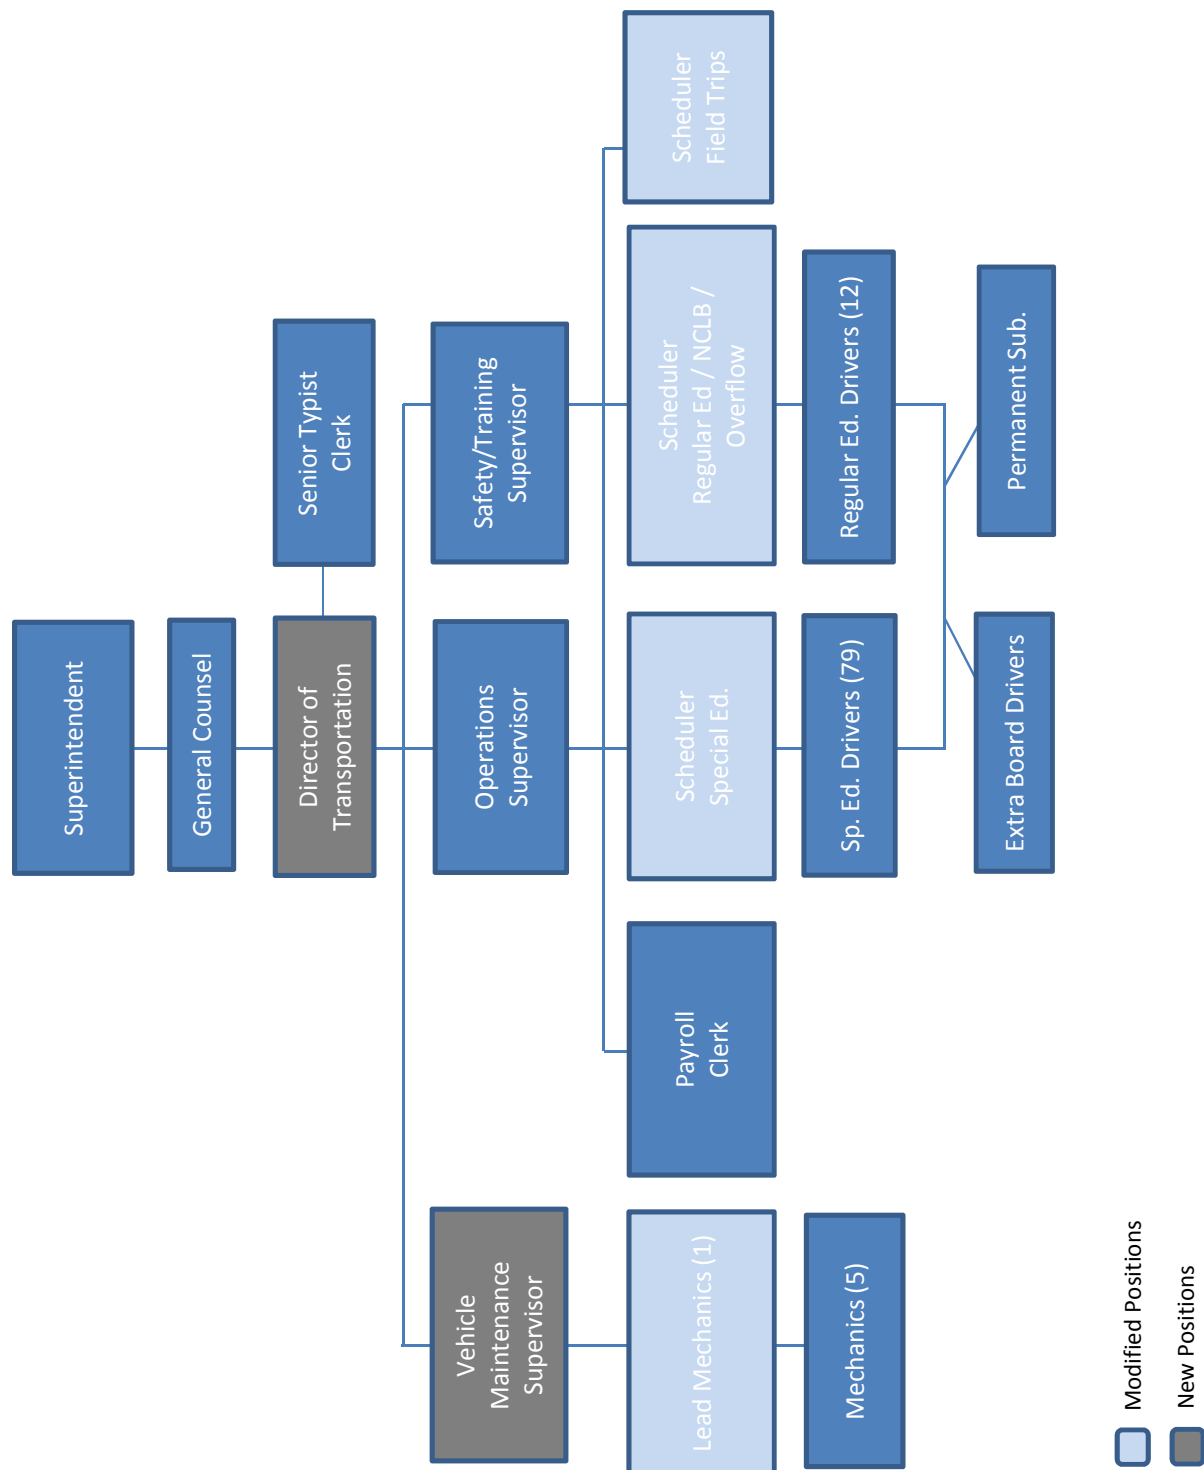 Superintendent
General Counsel
Director of
Transportation
Senior Typist
Clerk
Vehicle
Maintenance
Supervisor
Operations
Supervisor
Safety/Training
Supervisor
Lead Mechanics (1)
Payroll
Clerk
Scheduler
Special Ed.
Scheduler
Regular Ed / NCLB /
Overflow
Scheduler
Field Trips
Mechanics (5)
Sp. Ed. Drivers (79)
Regular Ed. Drivers (12)
Extra Board Drivers
Permanent Sub.
Modified Positions
New Positions